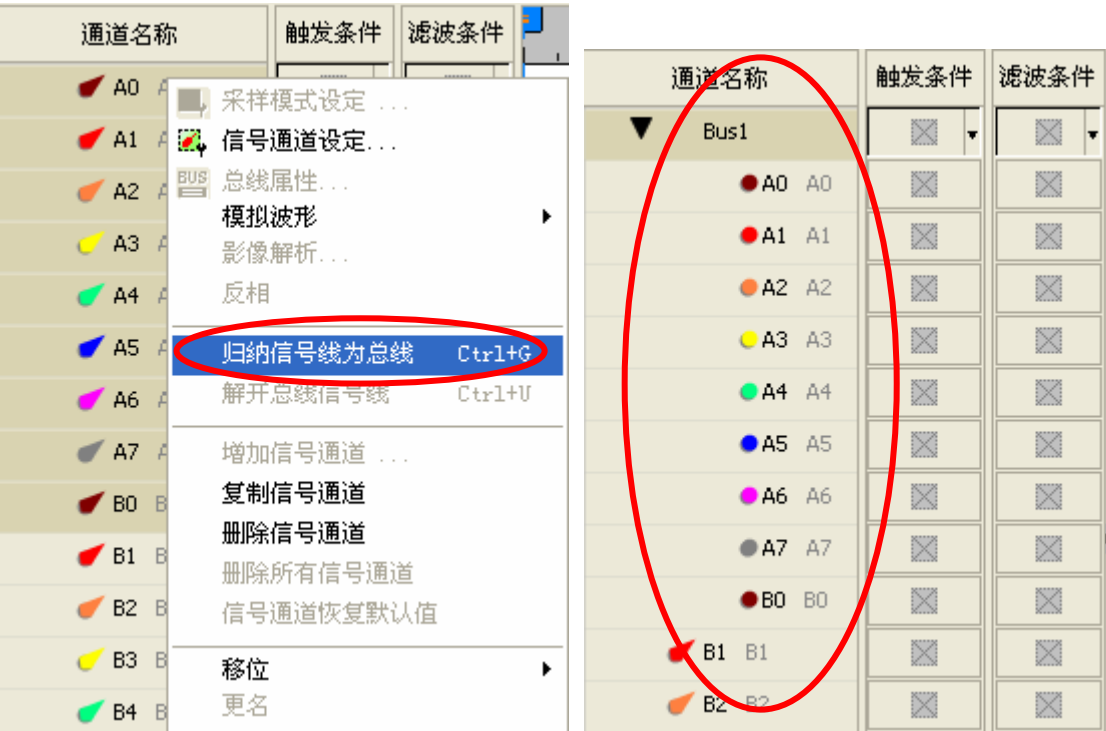 通道名称 触发条件 滤波条件
A0 A
A1 A
A2 A
A3 A
A4 A
A5 A
A6 A
A7 A
B0 B
B1 B
B2 B
B3 B
B4 B
采样模式设定 ...
信号通道设定...
BUS 总线属性...
模拟波形
影像解析...
反相
归纳信号线为总线 Ctrl+G
解开总线信号线 Ctrl+U
增加信号通道 ...
复制信号通道
删除信号通道
删除所有信号通道
信号通道恢复默认值
移位
更名
通道名称 触发条件 滤波条件
Bus1
A0 A0
A1 A1
A2 A2
A3 A3
A4 A4
A5 A5
A6 A6
A7 A7
B0 B0
B1 B1
B2 B2